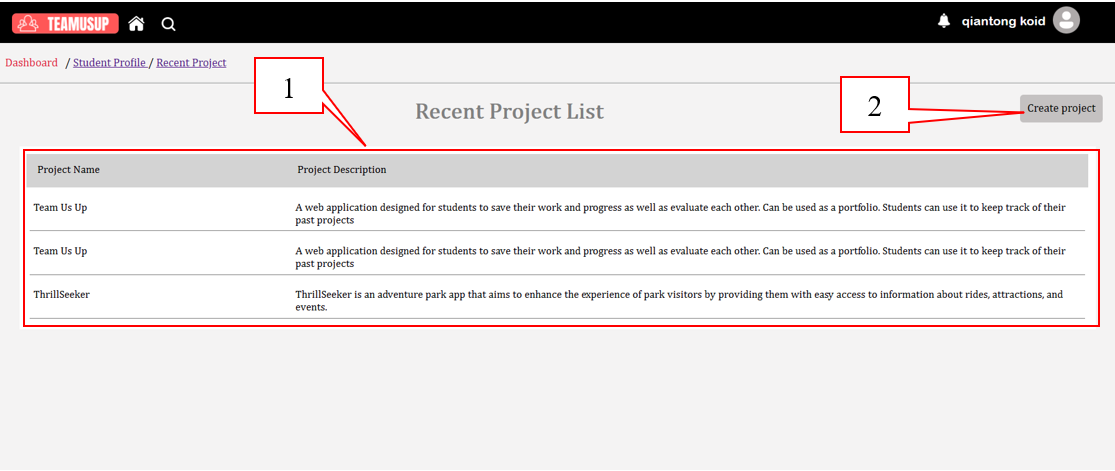 TEAMUSUP
qiantong koid
Dashboard / Student Profile / Recent Project
1
2
Recent Project List
Create project
Project Name Project Description
Team Us Up A web application designed for students to save their work and progress as well as evaluate each other. Can be used as a portfolio. Students can use it to keep track of their
past projects
Team Us Up A web application designed for students to save their work and progress as well as evaluate each other. Can be used as a portfolio. Students can use it to keep track of their
past projects
ThrillSeeker ThrillSeeker is an adventure park app that aims to enhance the experience of park visitors by providing them with easy access to information about rides, attractions, and
events.